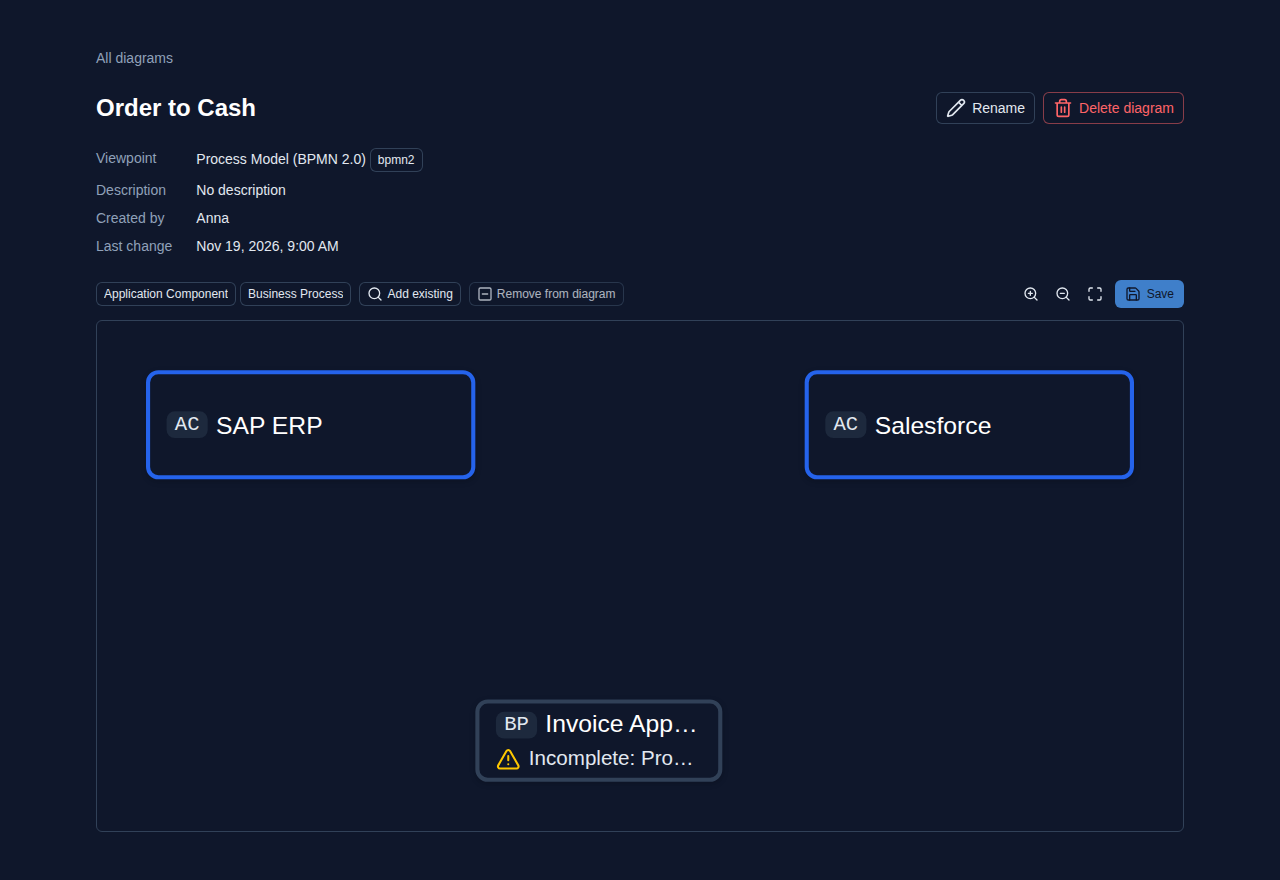 All diagrams
Order to Cash
Rename
Delete diagram
Viewpoint
Process Model (BPMN 2.0) bpmn2
Description
No description
Created by
Anna
Last change
Nov 19, 2026, 9:00 AM
Application Component
Business Process
Add existing
Remove from diagram
Save
AC SAP ERP
AC Salesforce
BP Invoice App…
Incomplete: Pro…